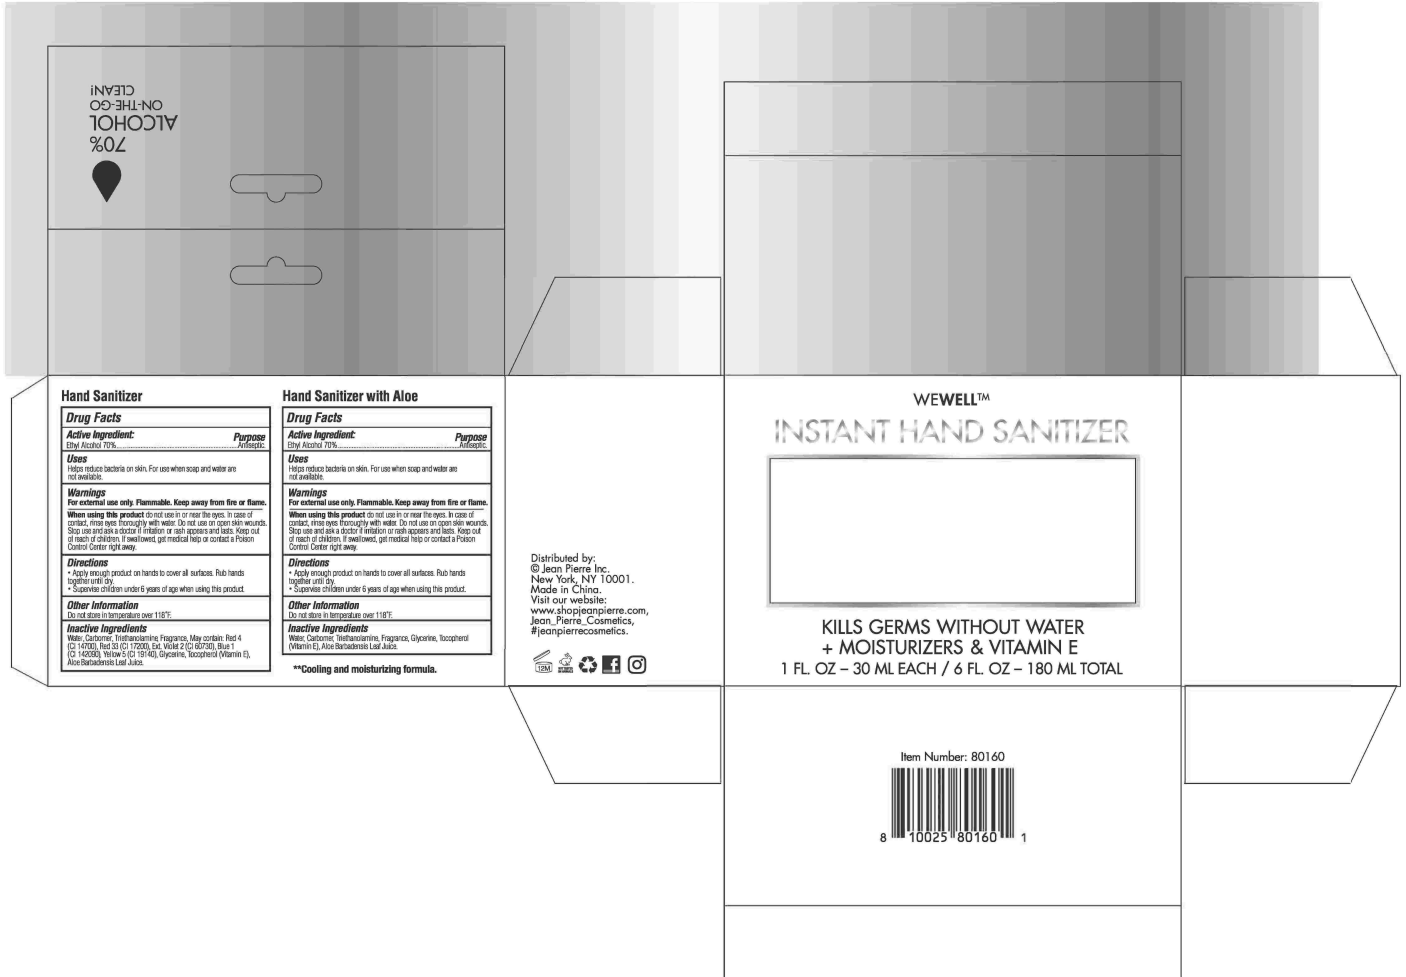 70%
ALCOHOL
ON-THE-GO
CLEAN!
Hand Sanitizer
Drug Facts
Active Ingredient: Purpose
Ethyl Alcohol 70%............Antiseptic.
Uses
Helps reduce bacteria on skin. For use when soap and water are
not available.
Warnings
For external use only. Flammable. Keep away from fire or flame.
When using this product do not use in or near the eyes. In case of
contact, rinse eyes thoroughly with water. Do not use on open skin wounds.
Stop use and ask a doctor if irritation or rash appears and lasts. Keep out
of reach of children. If swallowed, get medical help or contact a Poison
Control Center right away.
Directions
• Apply enough product on hands to cover all surfaces. Rub hands
together until dry.
• Supervise children under 6 years of age when using this product.
Other Information
Do not store in temperature over 118˚F.
Inactive Ingredients
Water, Carbomer, Triethanolaming, Fragrance, May contain: Red 4
(CI 14700), Red 33 (CI 17200), Ext. Violet 2 (CI 60730), Blue 1
(CI 142090), Yellow 5 (CI 19140), Glycerine, Tocopherol (Vitamin E),
Aloe Barbadensis Leaf Juice.
Hand Sanitizer with Aloe
Drug Facts
Active Ingredient: Purpose
Ethyl Alcohol 70%............Antiseptic.
Uses
Helps reduce bacteria on skin. For use when soap and water are
not available.
Warnings
For external use only. Flammable. Keep away from fire or flame.
When using this product do not use in or near the eyes. In case of
contact, rinse eyes thoroughly with water. Do not use on open skin wounds.
Stop use and ask a doctor if irritation or rash appears and lasts. Keep out
of reach of children. If swallowed, get medical help or contact a Poison
Control Center right away.
Directions
• Apply enough product on hands to cover all surfaces. Rub hands
together until dry.
• Supervise children under 6 years of age when using this product.
Other Information
Do not store in temperature over 118˚F.
Inactive Ingredients
Water, Carbomer, Triethanolamine, Fragrance, Glycerine, Tocopherol
(Vitamin E), Aloe Barbadensis Leaf Juice.
**Cooling and moisturizing formula.
Distributed by:
© Jean Pierre Inc.
New York, NY 10001.
Made in China.
Visit our website:
www.shopjeanpierre.com,
Jean_Pierre_Cosmetics,
#jeanpierrecosmetics.
12M
WEWELL™
INSTANT HAND SANITIZER
KILLS GERMS WITHOUT WATER
+ MOISTURIZERS & VITAMIN E
1 FL. OZ – 30 ML EACH / 6 FL. OZ – 180 ML TOTAL
Item Number: 80160
8 10025 80160 1